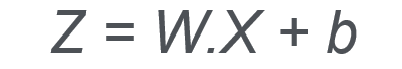 Z = W.X + b